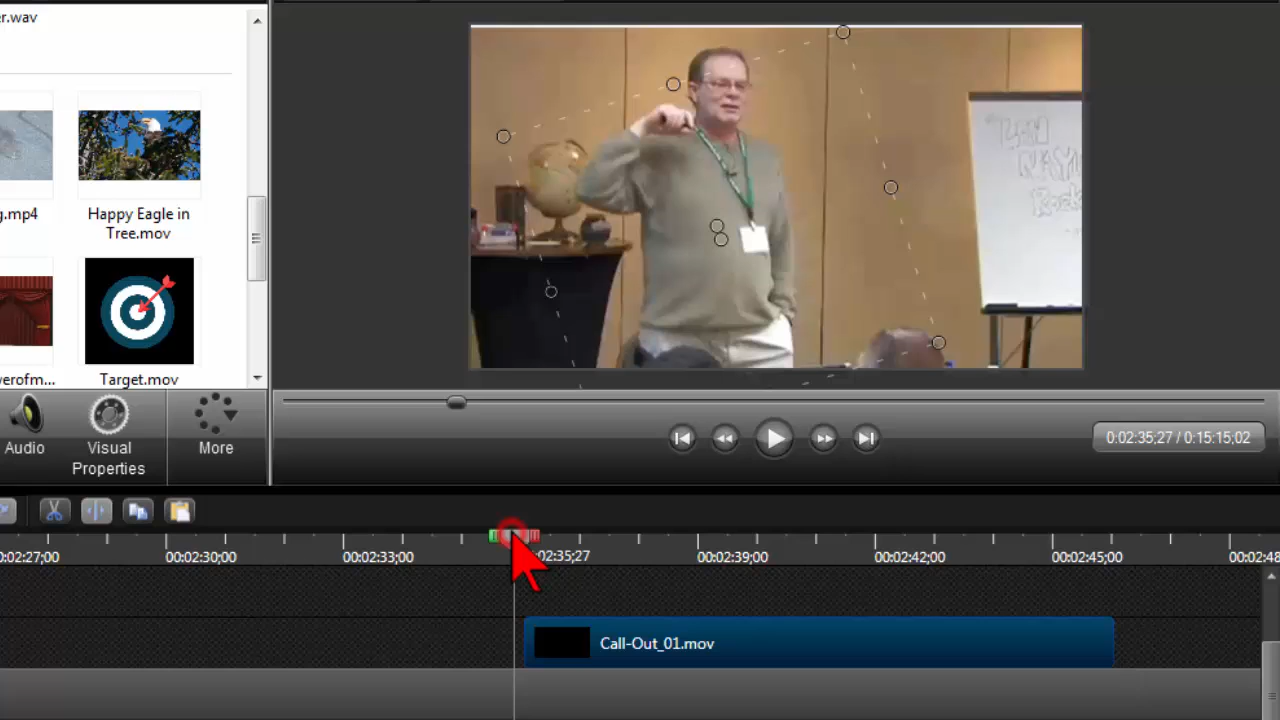 er.wav
g.mp4
Happy Eagle in
Tree.mov
verofm...
Target.mov
Audio
Visual
Properties
More
0:02:35;27 / 0:15:15;02
0:02:27;00
00:02:30;00
00:02:33;00
02:35;27
00:02:39;00
00:02:42;00
00:02:45;00
00:02:48
Call-Out_01.mov